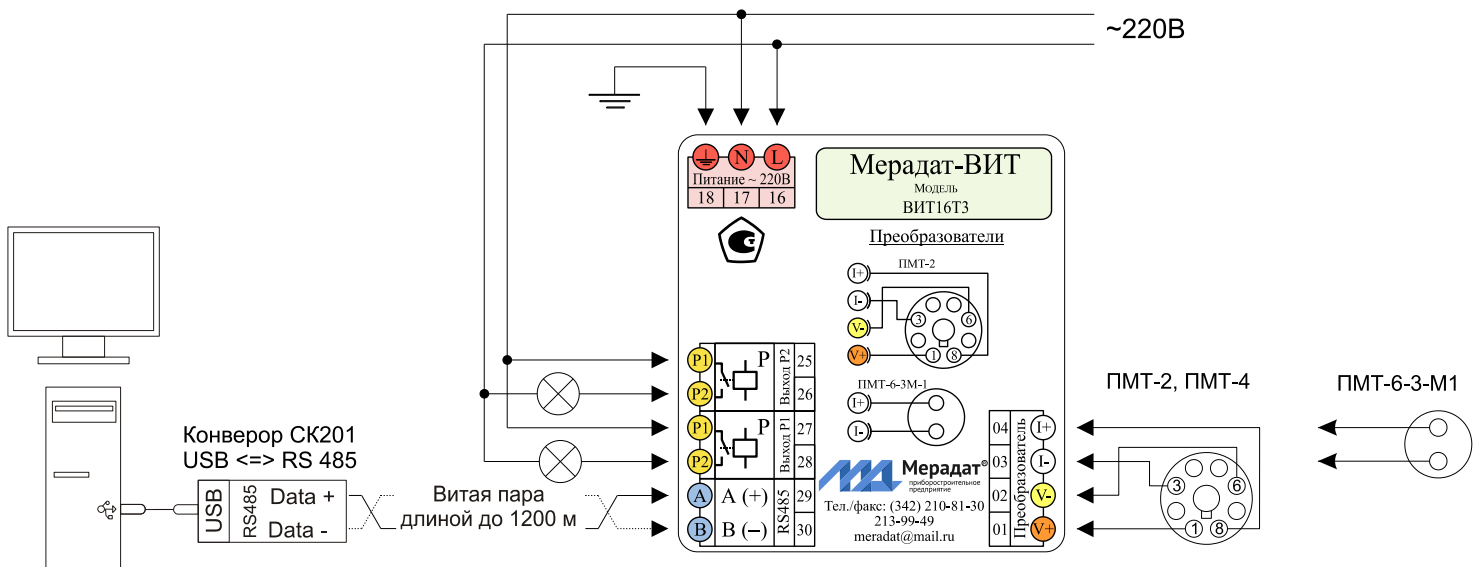 ~220В
N
L
Питание ~ 220В
18
17
16
Мерадат-ВИТ
Модель
ВИТ16Т3
Преобразователи
ПМТ-2
I+
I-
V-
V+
3
6
1
8
ПМТ-6-3М-1
I+
I-
P1
P2
P
Выход P2
25
26
P1
P2
P
Выход P1
27
28
A
B
A (+)
B (–)
RS485
29
30
04
03
02
01
Преобразователь
I+
I-
V-
V+
Мерадат®
приборостроительное
предприятие
Тел./факс: (342) 210-81-30
213-99-49
meradat@mail.ru
Конверор СК201
USB <=> RS 485
USB
RS485
Data +
Data -
Витая пара
длиной до 1200 м
ПМТ-2, ПМТ-4
3
6
1
8
ПМТ-6-3-М1